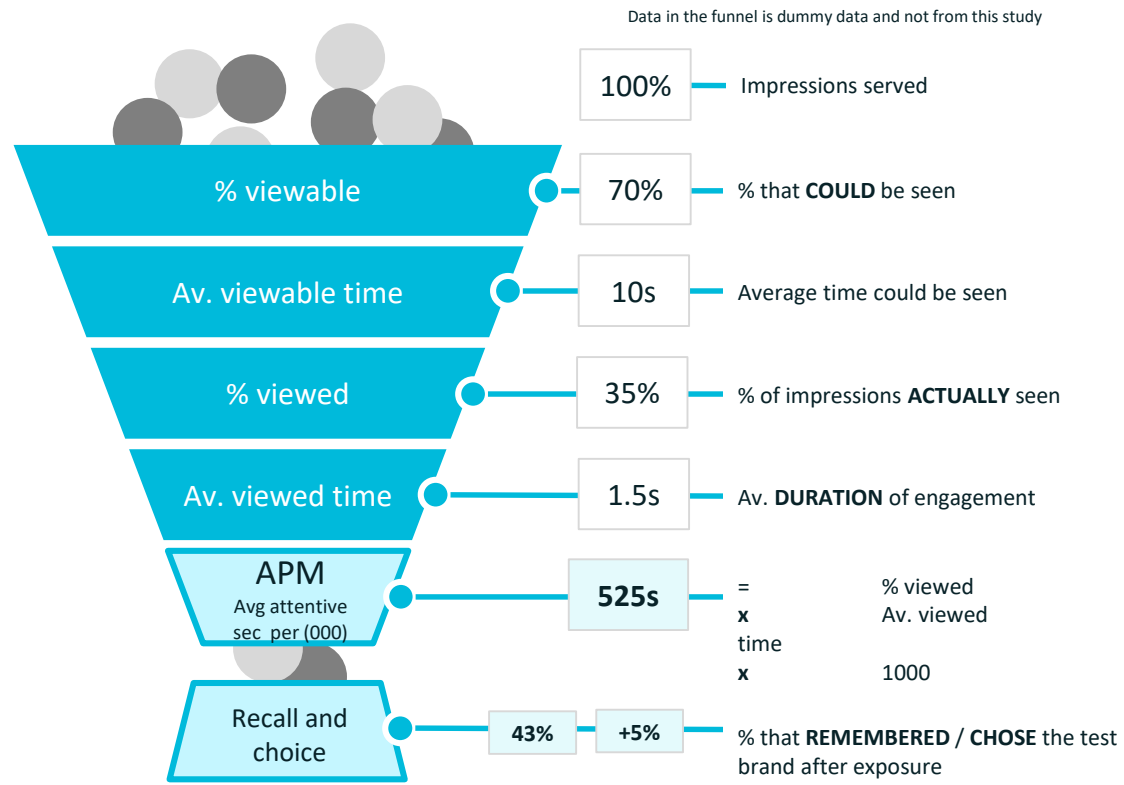 Data in the funnel is dummy data and not from this study
100%
Impressions served
% viewable
70%
% that COULD be seen
Av. viewable time
10s
Average time could be seen
% viewed
35%
% of impressions ACTUALLY seen
Av. viewed time
1.5s
Av. DURATION of engagement
APM
Avg attentive
sec per (000)
525s
= % viewed
x Av. viewed
time
x 1000
Recall and
choice
43%
+5%
% that REMEMBERED / CHOSE the test
brand after exposure